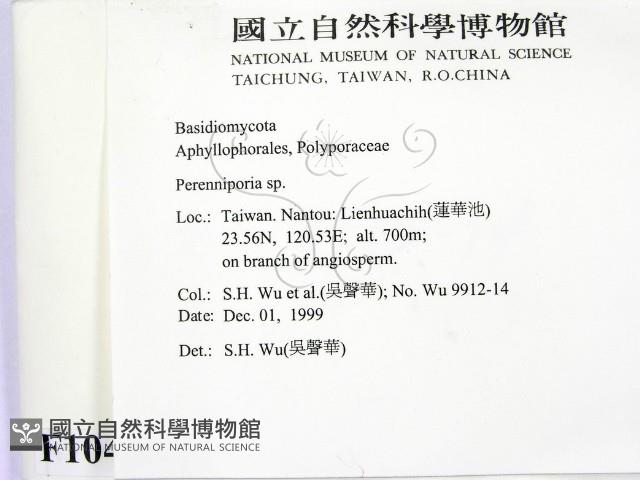 國立自然科學博物館
NATIONAL MUSEUM OF NATURAL SCIENCE
TAICHUNG, TAIWAN, R.O.CHINA
Basidiomycota
Aphyllophorales, Polyporaceae
Perenniporia sp.
Loc.: Taiwan. Nantou: Lienhuachih(蓮華池)
23.56N, 120.53E; alt. 700m;
on branch of angiosperm.
Col.: S.H. Wu et al.(吳聲華); No. Wu 9912-14
Date: Dec. 01, 1999
Det.: S.H. Wu(吳聲華)
國立自然科學博物館
NATIONAL MUSEUM OF NATURAL SCIENCE
F104